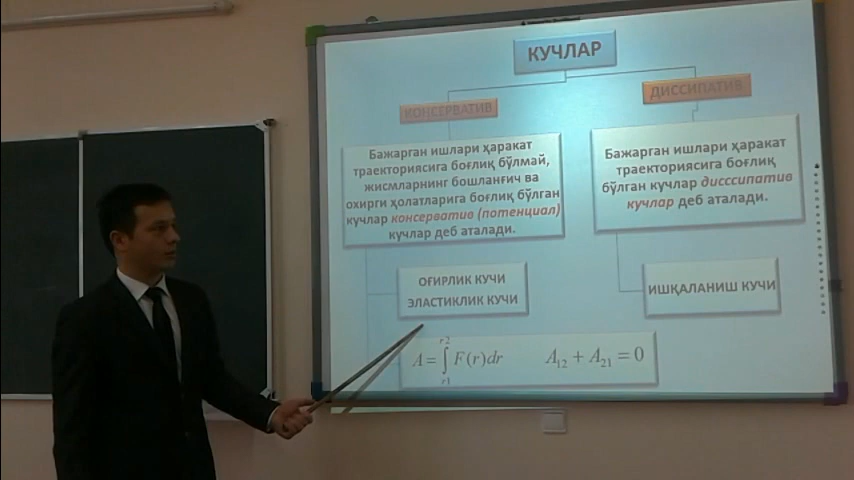 КУЧЛАР
КОНСЕРВАТИВ
ДИССИПАТИВ
Бажарган ишлари ҳаракат
траекториясига боғлиқ бўлмай,
жисмларнинг бошланғич ва
охирги ҳолатларига боғлиқ бўлган
кучлар консерватив (потенциал)
кучлар деб аталади.
Бажарган ишлари ҳаракат
траекториясига боғлиқ
бўлган кучлар дисссипатив
кучлар деб аталади.
ОҒИРЛИК КУЧИ
ЭЛАСТИКЛИК КУЧИ
ИШҚАЛАНИШ КУЧИ
A = ∫_{r1}^{r2} F(r)dr
A₁₂ + A₂₁ = 0